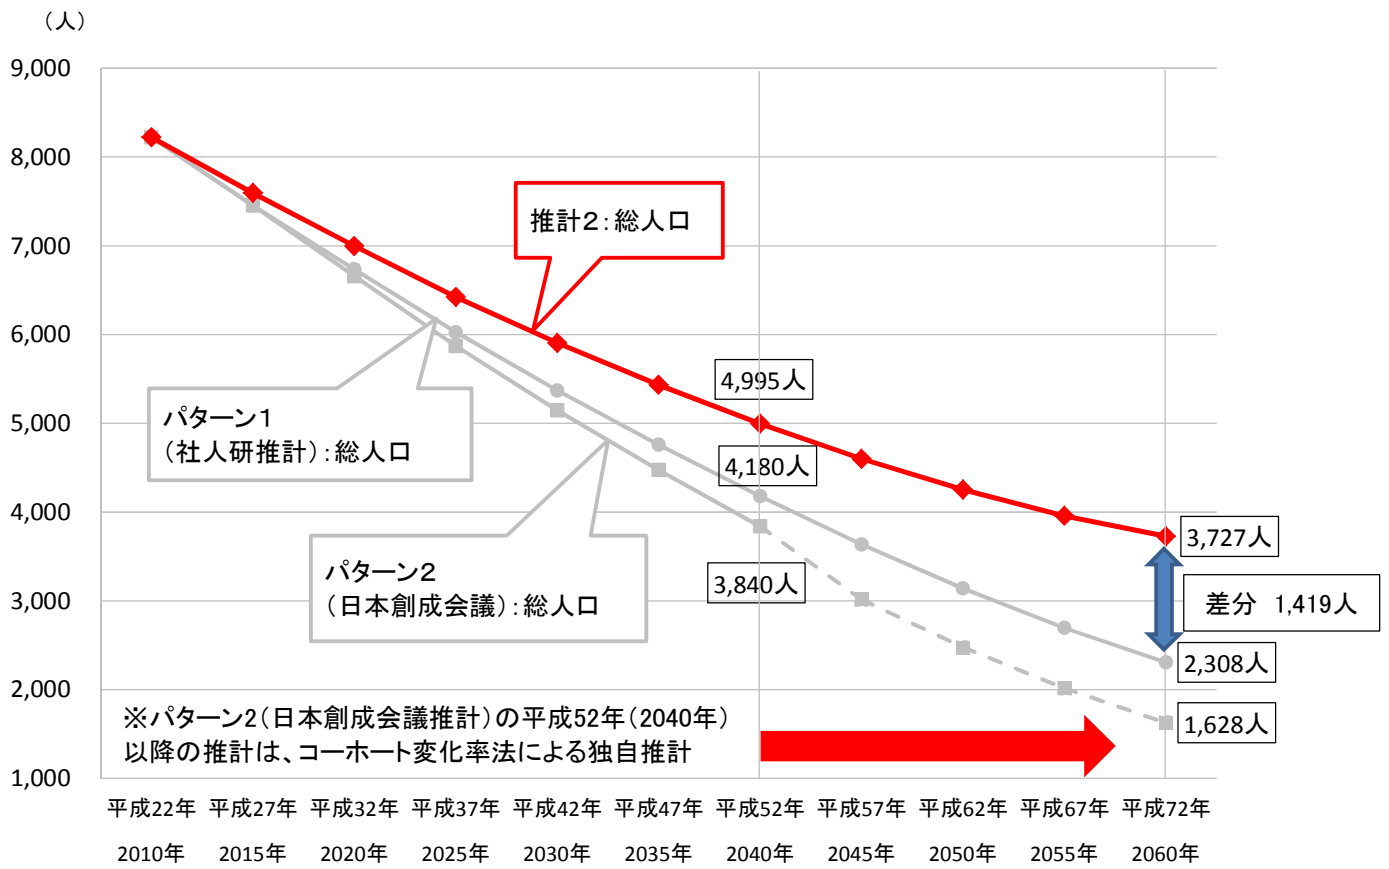 （人）
9,000
8,000
7,000
6,000
5,000
4,000
3,000
2,000
1,000
推計２：総人口
パターン１
（社人研推計）：総人口
パターン２
（日本創成会議）：総人口
4,995人
4,180人
3,840人
3,727人
差分　1,419人
2,308人
1,628人
※パターン2（日本創成会議推計）の平成52年（2040年）
以降の推計は、コーホート変化率法による独自推計
平成22年 平成27年 平成32年 平成37年 平成42年 平成47年 平成52年 平成57年 平成62年 平成67年 平成72年
2010年 2015年 2020年 2025年 2030年 2035年 2040年 2045年 2050年 2055年 2060年